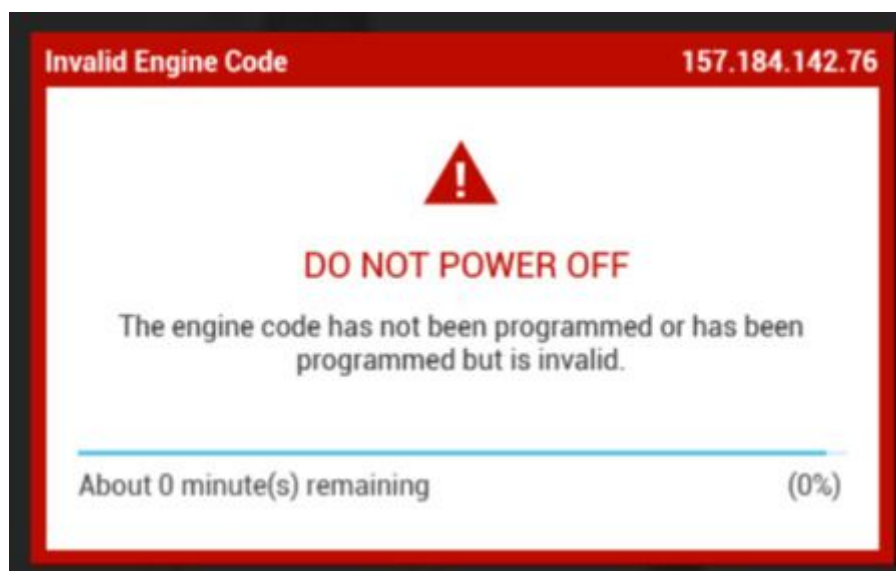 Invalid Engine Code 157.184.142.76
DO NOT POWER OFF
The engine code has not been programmed or has been
programmed but is invalid.
About 0 minute(s) remaining (0%)